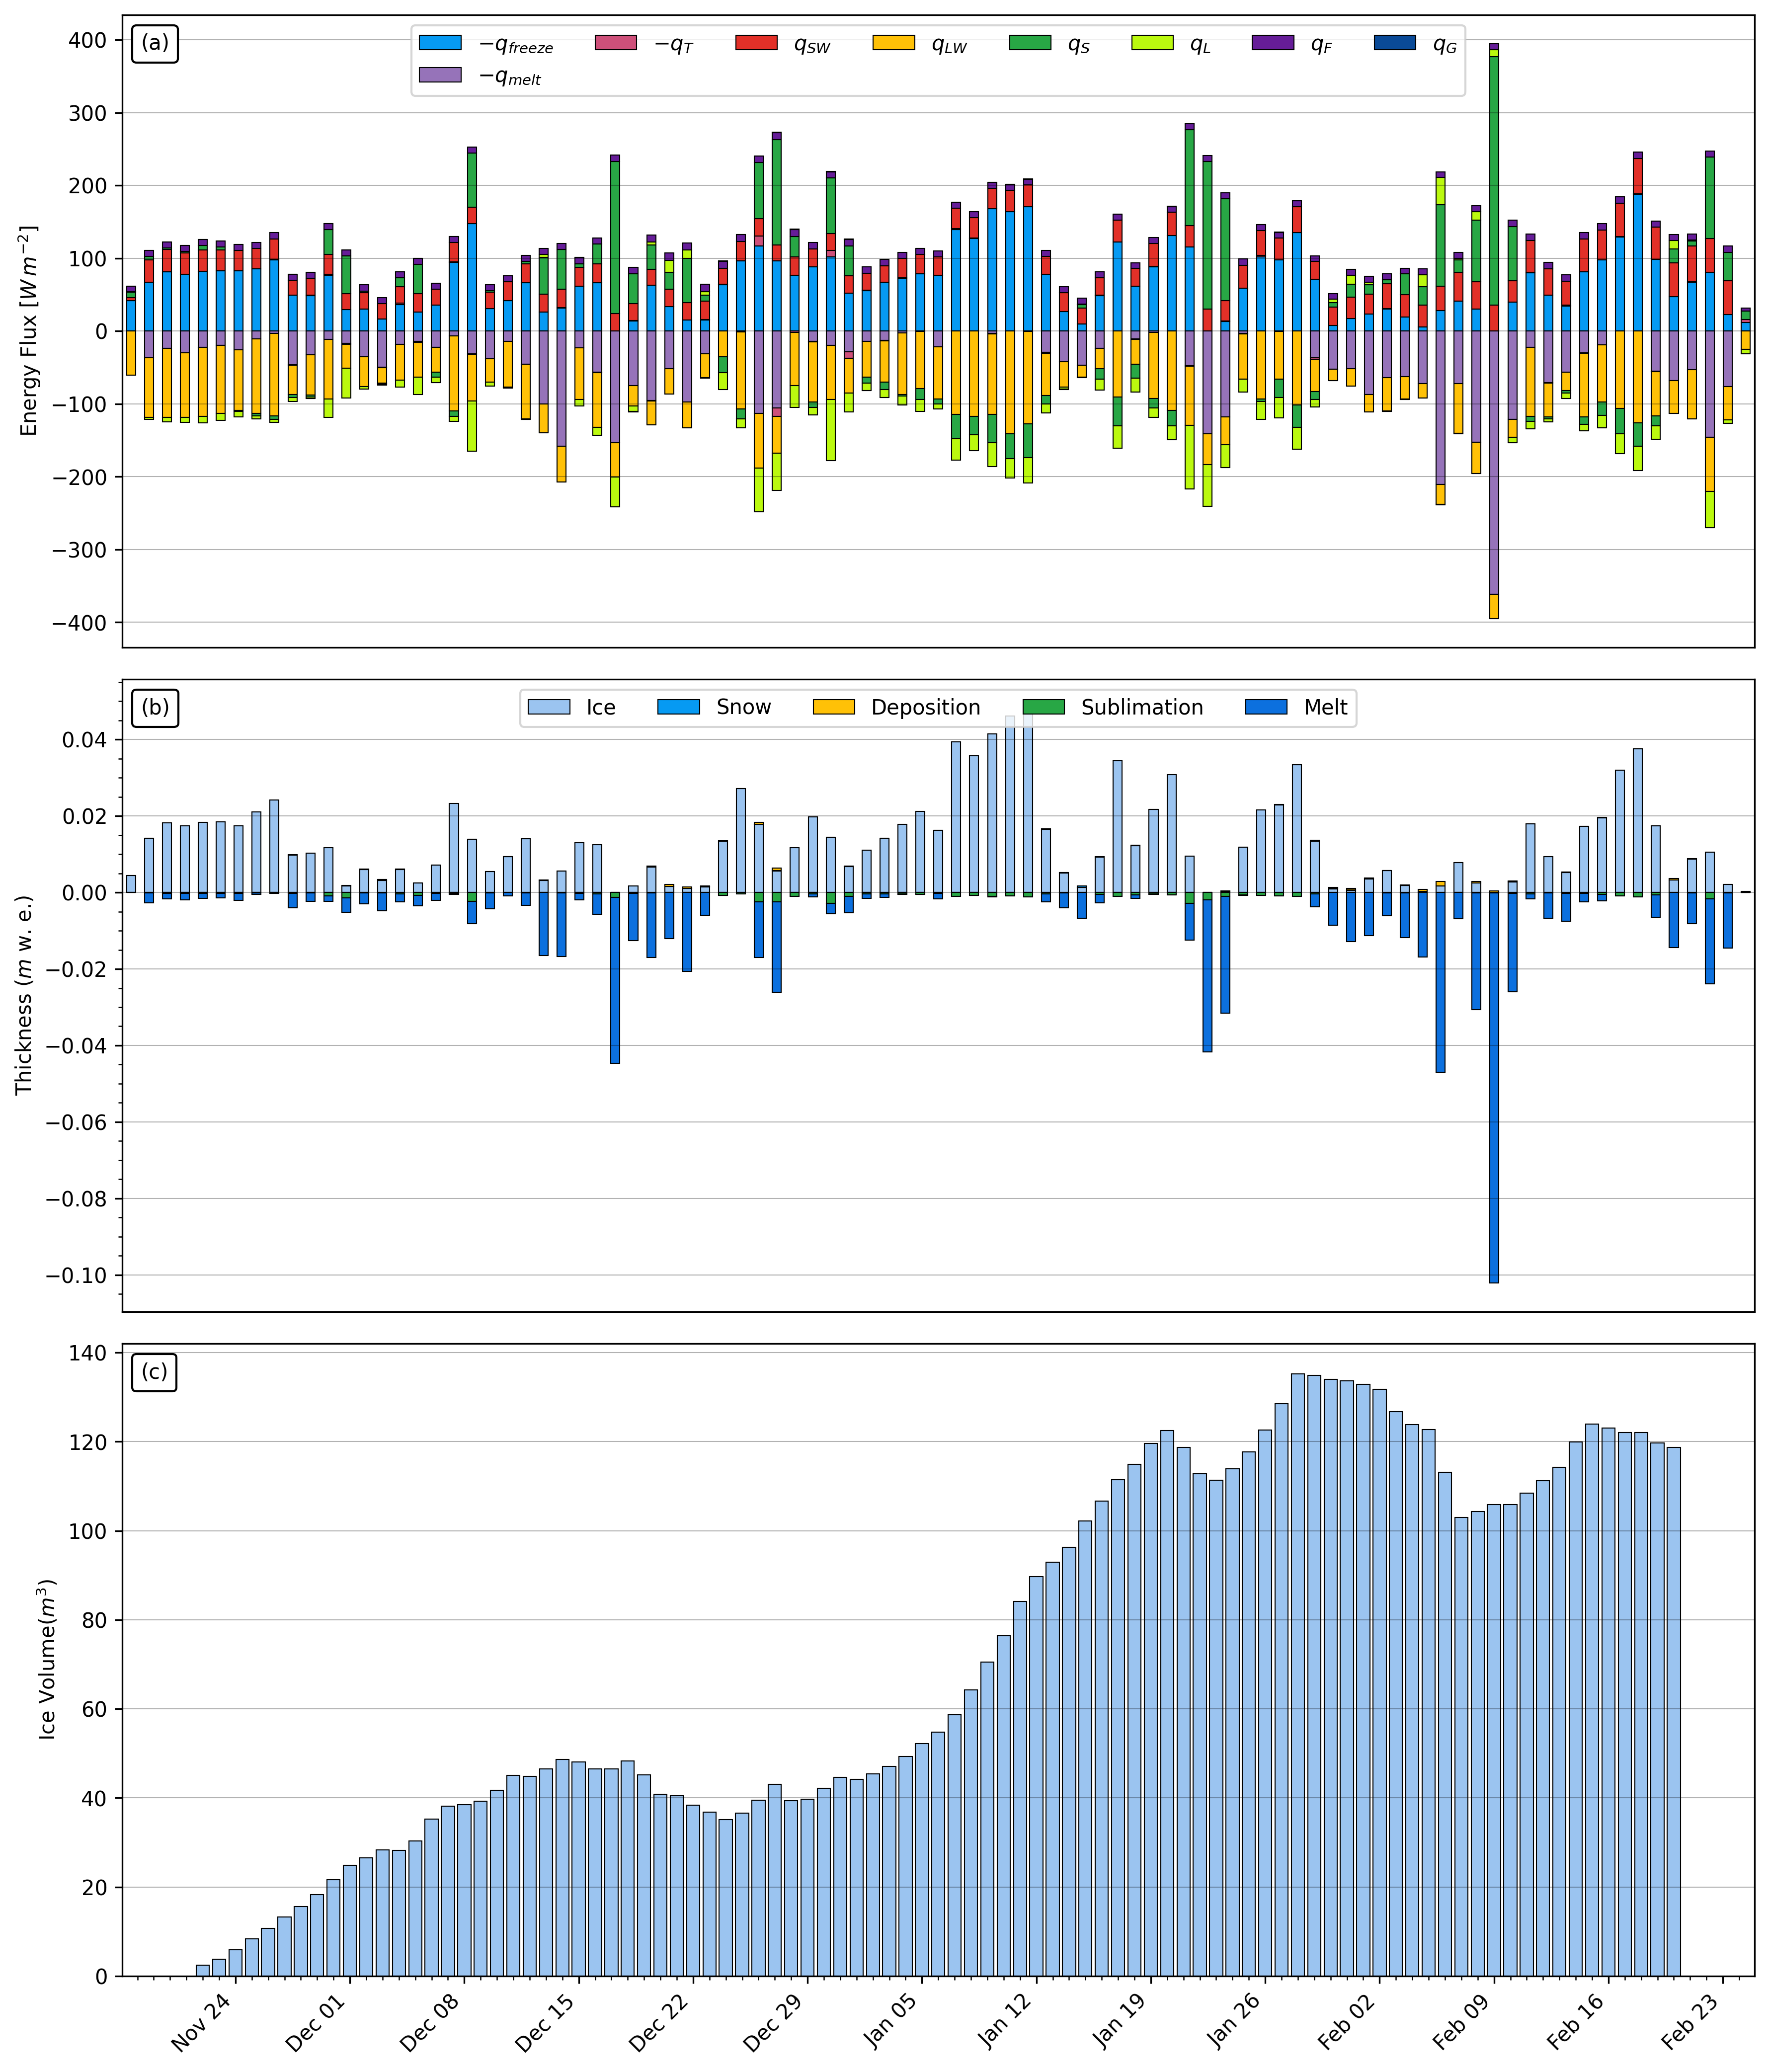 (a)
−q_freeze −q_T q_SW q_LW q_S q_L q_F q_G
−q_melt
400
300
200
100
0
−100
−200
−300
−400
Energy Flux [W m⁻²]
(b)
Ice Snow Deposition Sublimation Melt
0.04
0.02
0.00
−0.02
−0.04
−0.06
−0.08
−0.10
Thickness (m w. e.)
(c)
140
120
100
80
60
40
20
0
Ice Volume(m³)
Nov 24 Dec 01 Dec 08 Dec 15 Dec 22 Dec 29 Jan 05 Jan 12 Jan 19 Jan 26 Feb 02 Feb 09 Feb 16 Feb 23